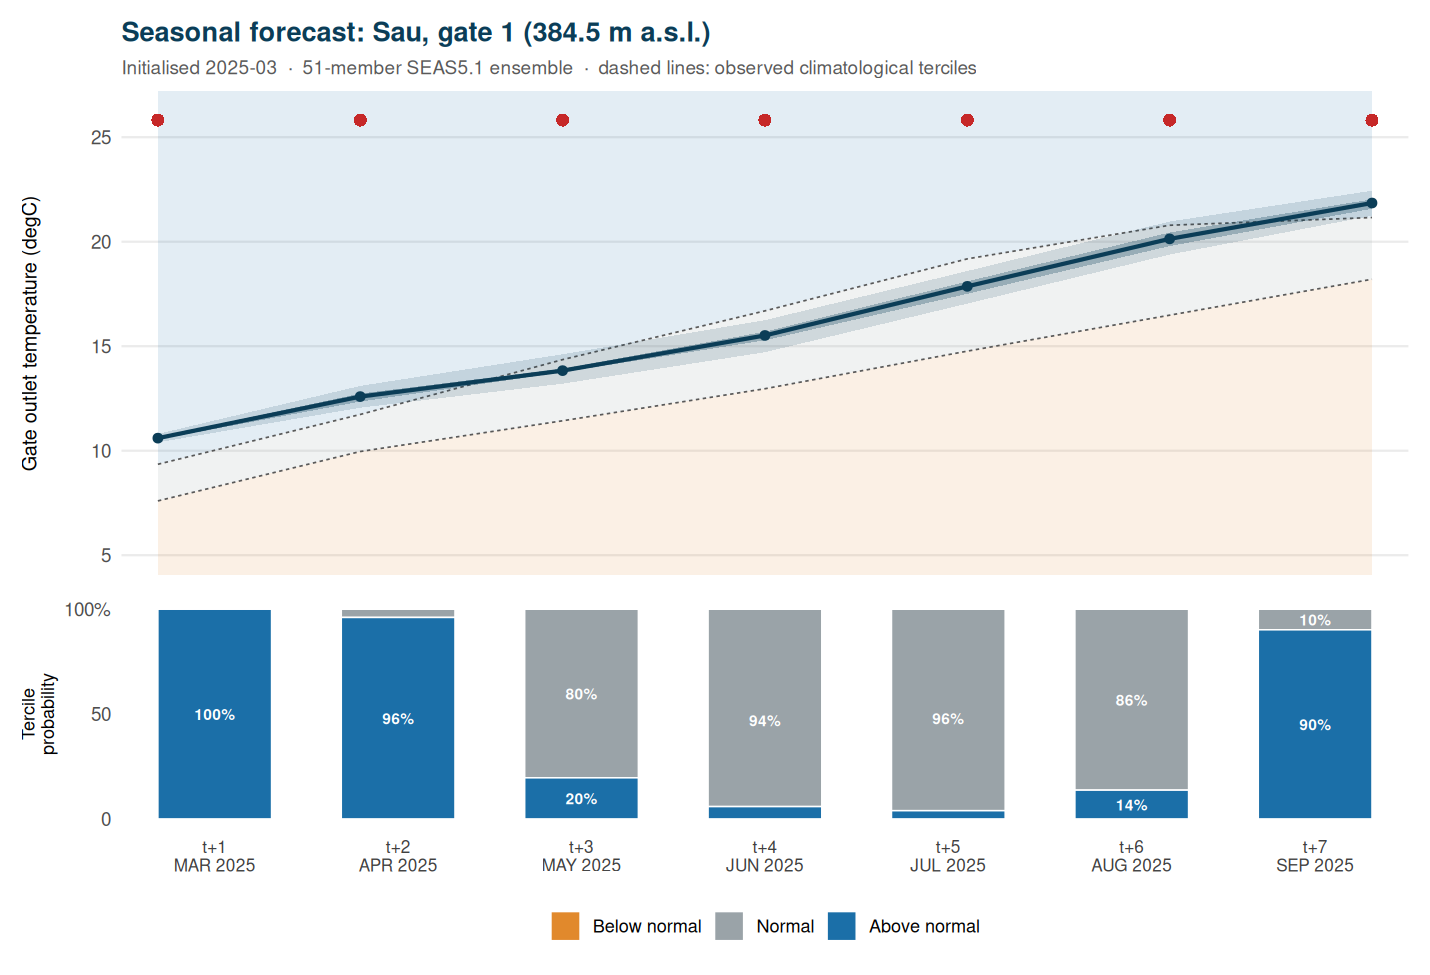 Seasonal forecast: Sau, gate 1 (384.5 m a.s.l.)
Initialised 2025-03 · 51-member SEAS5.1 ensemble · dashed lines: observed climatological terciles
Gate outlet temperature (degC)
25
20
15
10
5
Tercile
probability
100%
50
0
100%
96%
80%
20%
94%
96%
86%
14%
10%
90%
t+1
MAR 2025
t+2
APR 2025
t+3
MAY 2025
t+4
JUN 2025
t+5
JUL 2025
t+6
AUG 2025
t+7
SEP 2025
Below normal
Normal
Above normal